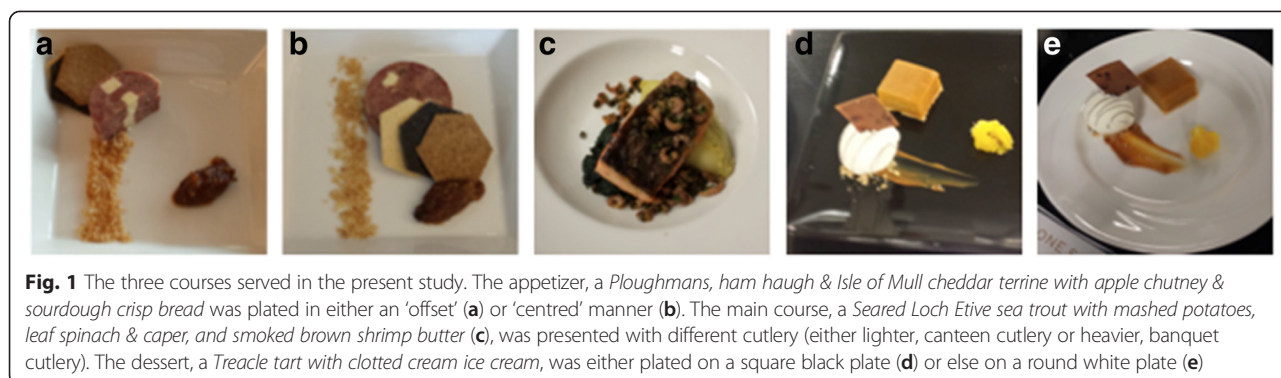 a b c d e
ONE
Fig. 1 The three courses served in the present study. The appetizer, a Ploughmans, ham haugh & Isle of Mull cheddar terrine with apple chutney &
sourdough crisp bread was plated in either an ‘offset’ (a) or ‘centred’ manner (b). The main course, a Seared Loch Etive sea trout with mashed potatoes,
leaf spinach & caper, and smoked brown shrimp butter (c), was presented with different cutlery (either lighter, canteen cutlery or heavier, banquet
cutlery). The dessert, a Treacle tart with clotted cream ice cream, was either plated on a square black plate (d) or else on a round white plate (e)